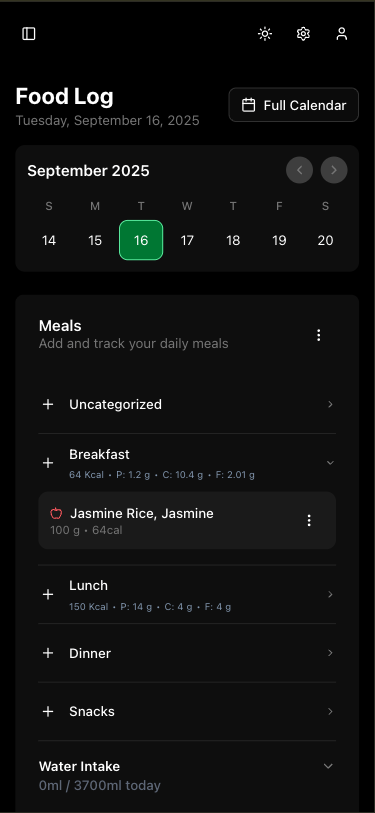 Food Log
Tuesday, September 16, 2025
Full Calendar
September 2025
S M T W T F S
14 15 16 17 18 19 20
Meals
Add and track your daily meals
Uncategorized
Breakfast
64 Kcal • P: 1.2 g • C: 10.4 g • F: 2.01 g
Jasmine Rice, Jasmine
100 g • 64cal
Lunch
150 Kcal • P: 14 g • C: 4 g • F: 4 g
Dinner
Snacks
Water Intake
0ml / 3700ml today